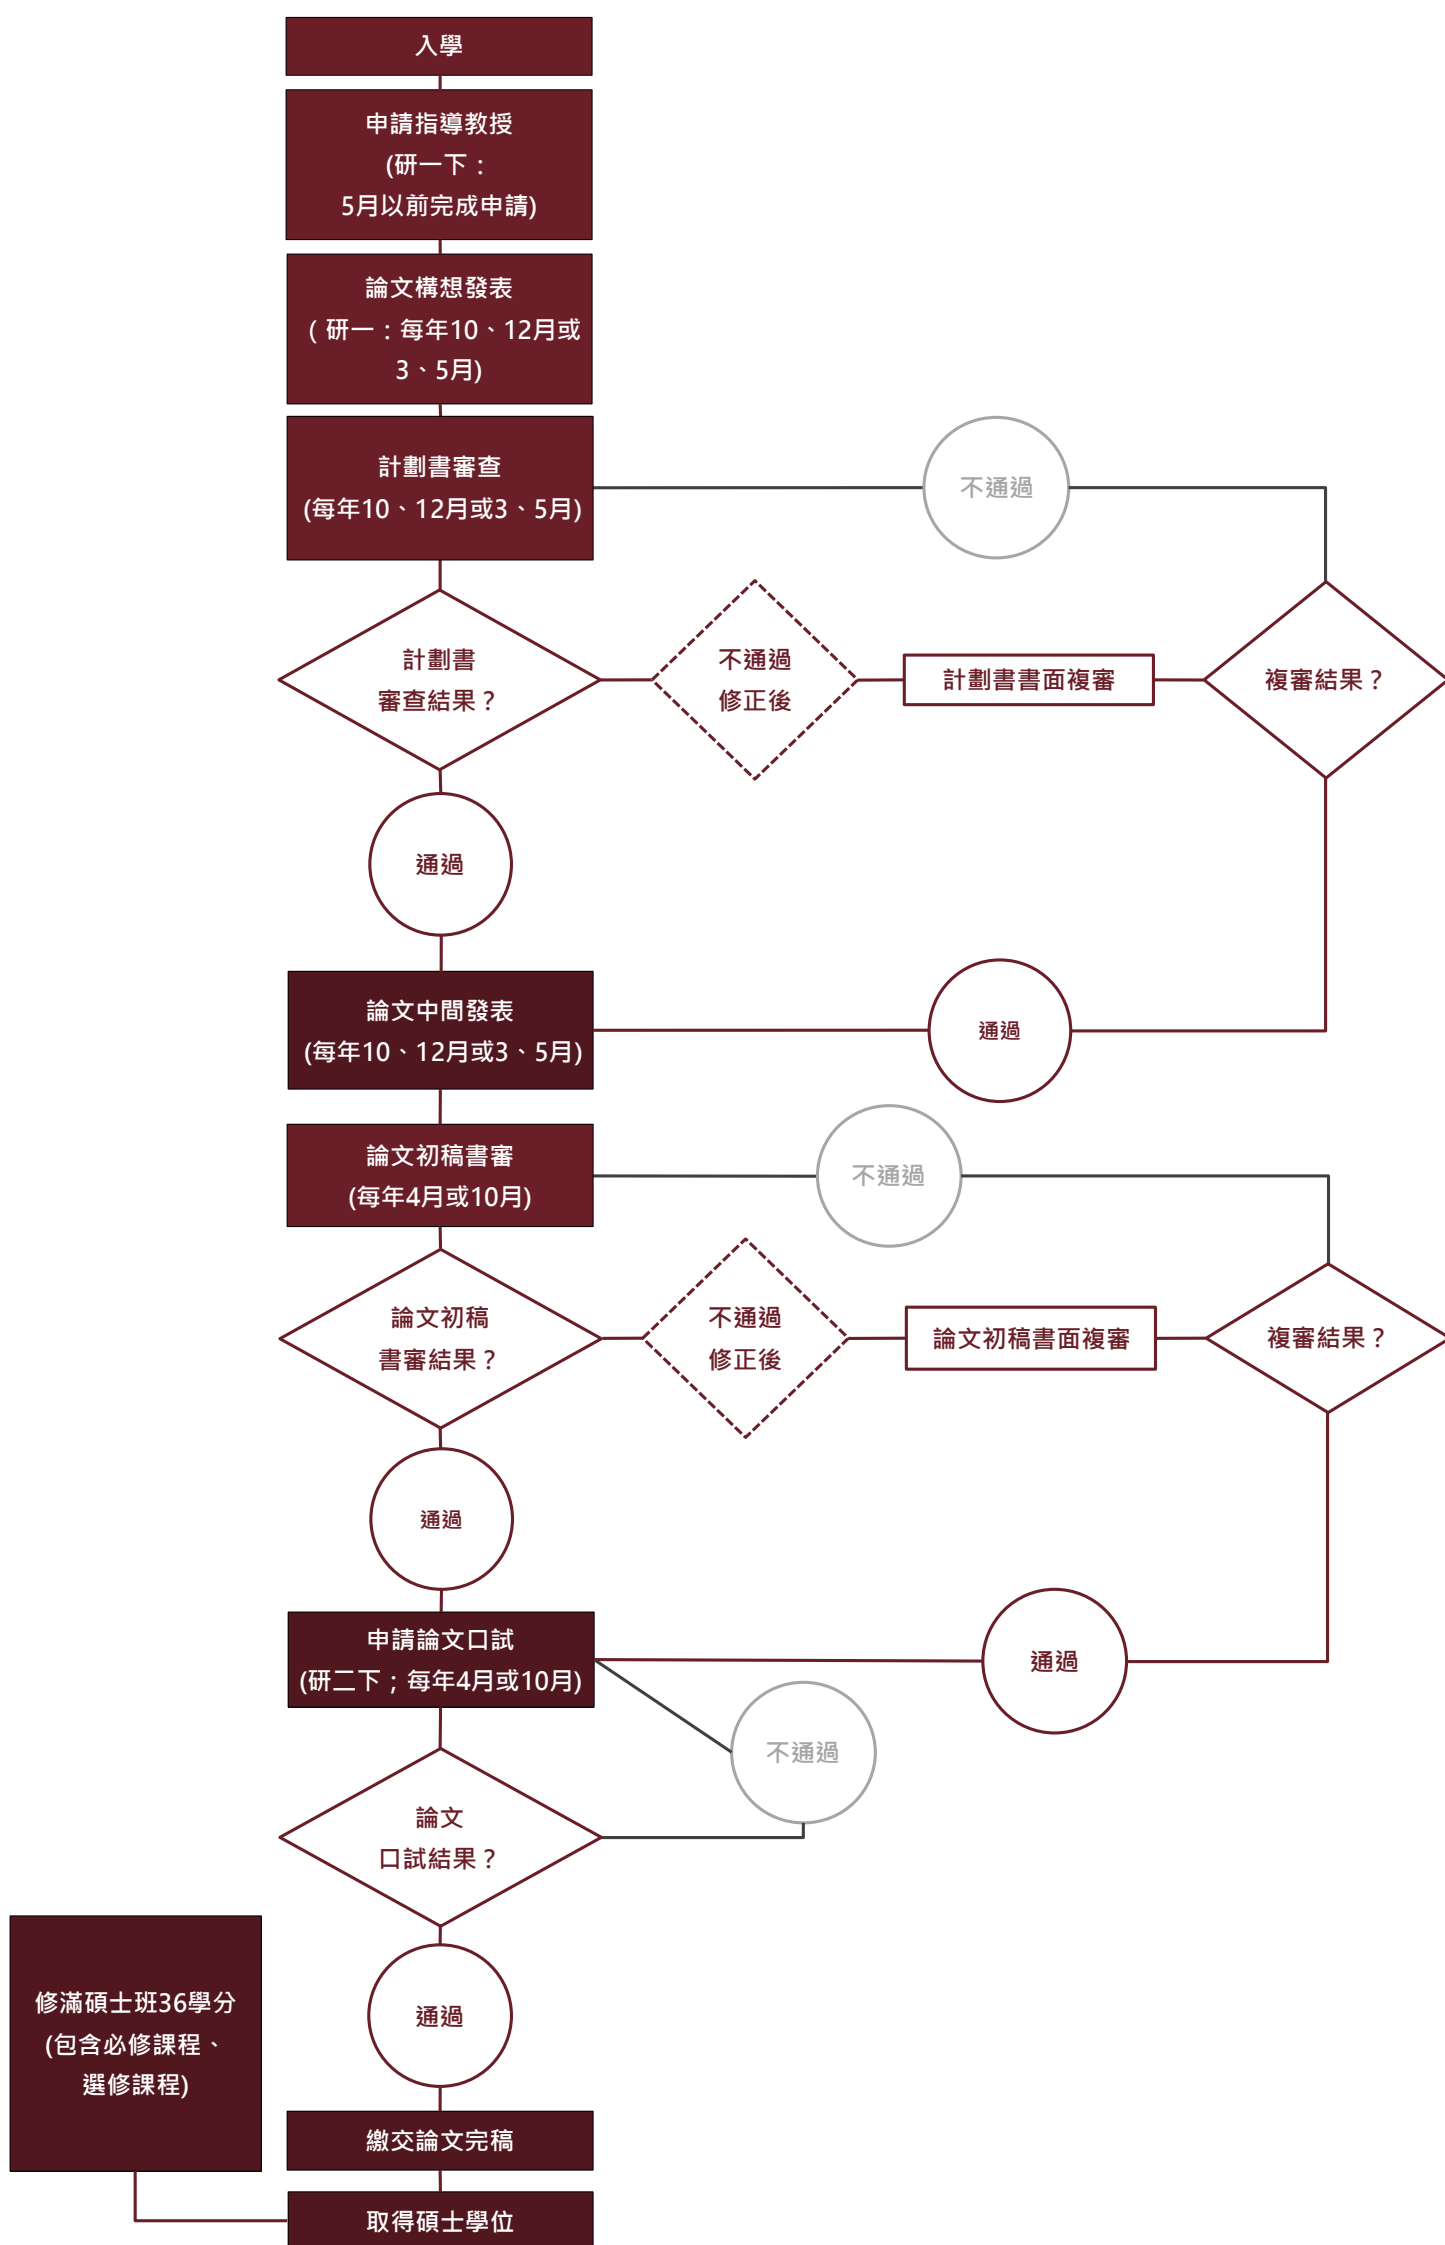 入學
申請指導教授
(研一下：
5月以前完成申請)
論文構想發表
(研一：每年10、12月或
3、5月)
計劃書審查
(每年10、12月或3、5月)
不通過
計劃書
審查結果？
不通過
修正後
計劃書書面複審
複審結果？
通過
論文中間發表
(每年10、12月或3、5月)
通過
論文初稿書審
(每年4月或10月)
不通過
論文初稿
書審結果？
不通過
修正後
論文初稿書面複審
複審結果？
通過
申請論文口試
(研二下；每年4月或10月)
通過
不通過
論文
口試結果？
通過
修滿碩士班36學分
(包含必修課程、
選修課程)
繳交論文完稿
取得碩士學位